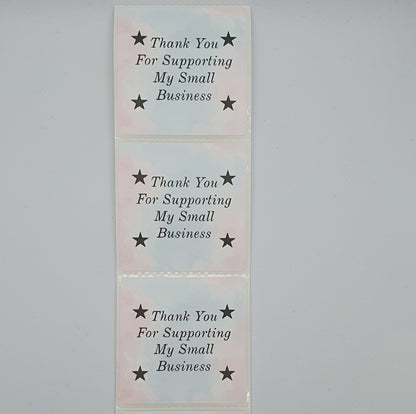 Thank You
For Supporting
My Small
Business
Thank You
For Supporting
My Small
Business
Thank You
For Supporting
My Small
Business